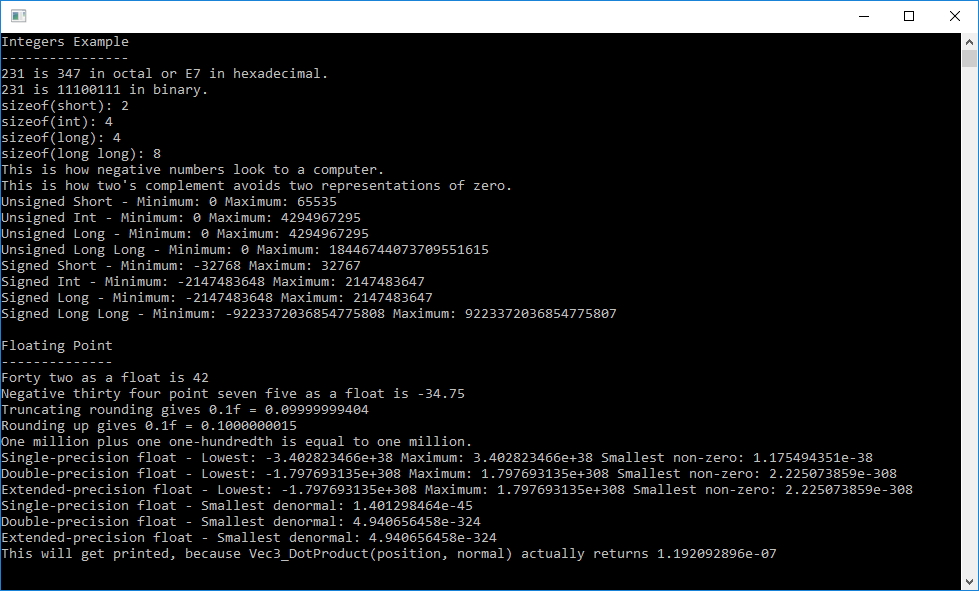 Integers Example
----------------
231 is 347 in octal or E7 in hexadecimal.
231 is 11100111 in binary.
sizeof(short): 2
sizeof(int): 4
sizeof(long): 4
sizeof(long long): 8
This is how negative numbers look to a computer.
This is how two's complement avoids two representations of zero.
Unsigned Short - Minimum: 0 Maximum: 65535
Unsigned Int - Minimum: 0 Maximum: 4294967295
Unsigned Long - Minimum: 0 Maximum: 4294967295
Unsigned Long Long - Minimum: 0 Maximum: 18446744073709551615
Signed Short - Minimum: -32768 Maximum: 32767
Signed Int - Minimum: -2147483648 Maximum: 2147483647
Signed Long - Minimum: -2147483648 Maximum: 2147483647
Signed Long Long - Minimum: -9223372036854775808 Maximum: 9223372036854775807
Floating Point
--------------
Forty two as a float is 42
Negative thirty four point seven five as a float is -34.75
Truncating rounding gives 0.1f = 0.09999999404
Rounding up gives 0.1f = 0.1000000015
One million plus one one-hundredth is equal to one million.
Single-precision float - Lowest: -3.402823466e+38 Maximum: 3.402823466e+38 Smallest non-zero: 1.175494351e-38
Double-precision float - Lowest: -1.797693135e+308 Maximum: 1.797693135e+308 Smallest non-zero: 2.225073859e-308
Extended-precision float - Lowest: -1.797693135e+308 Maximum: 1.797693135e+308 Smallest non-zero: 2.225073859e-308
Single-precision float - Smallest denormal: 1.401298464e-45
Double-precision float - Smallest denormal: 4.940656458e-324
Extended-precision float - Smallest denormal: 4.940656458e-324
This will get printed, because Vec3_DotProduct(position, normal) actually returns 1.192092896e-07